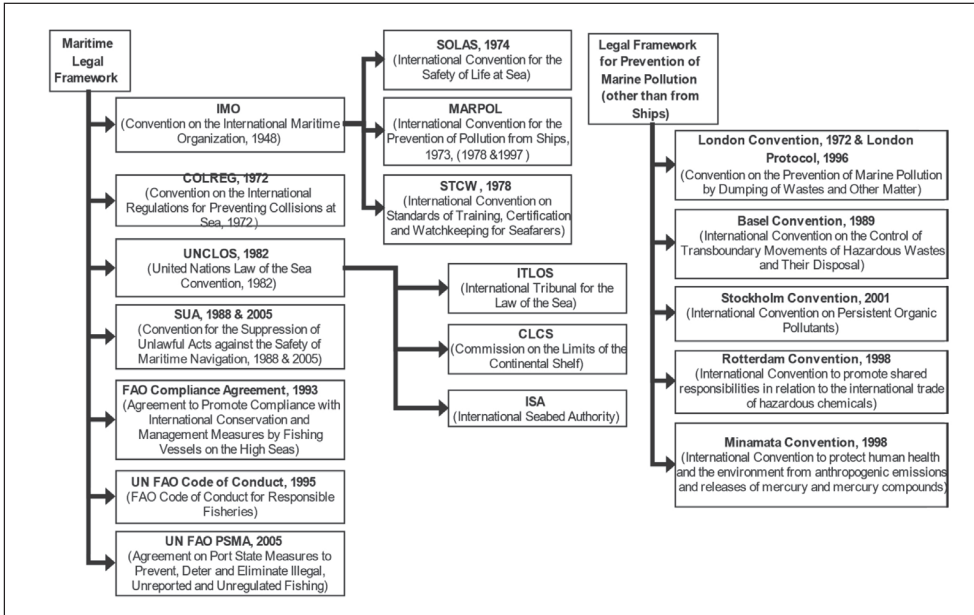 Maritime
Legal
Framework
IMO
(Convention on the International Maritime
Organization, 1948)
COLREG, 1972
(Convention on the International
Regulations for Preventing Collisions at
Sea, 1972)
UNCLOS, 1982
(United Nations Law of the Sea
Convention, 1982)
SUA, 1988 & 2005
(Convention for the Suppression of
Unlawful Acts against the Safety of
Maritime Navigation, 1988 & 2005)
FAO Compliance Agreement, 1993
(Agreement to Promote Compliance with
International Conservation and
Management Measures by Fishing
Vessels on the High Seas)
UN FAO Code of Conduct, 1995
(FAO Code of Conduct for Responsible
Fisheries)
UN FAO PSMA, 2005
(Agreement on Port State Measures to
Prevent, Deter and Eliminate Illegal,
Unreported and Unregulated Fishing)
SOLAS, 1974
(International Convention for the
Safety of Life at Sea)
MARPOL
(International Convention for the
Prevention of Pollution from Ships,
1973, (1978 &1997 )
STCW , 1978
(International Convention on
Standards of Training, Certification
and Watchkeeping for Seafarers)
ITLOS
(International Tribunal for the
Law of the Sea)
CLCS
(Commission on the Limits of the
Continental Shelf)
ISA
(International Seabed Authority)
Legal Framework
for Prevention of
Marine Pollution
(other than from
Ships)
London Convention, 1972 & London
Protocol, 1996
(Convention on the Prevention of Marine Pollution
by Dumping of Wastes and Other Matter)
Basel Convention, 1989
(International Convention on the Control of
Transboundary Movements of Hazardous Wastes
and Their Disposal)
Stockholm Convention, 2001
(International Convention on Persistent Organic
Pollutants)
Rotterdam Convention, 1998
(International Convention to promote shared
responsibilities in relation to the international trade
of hazardous chemicals)
Minamata Convention, 1998
(International Convention to protect human health
and the environment from anthropogenic emissions
and releases of mercury and mercury compounds)